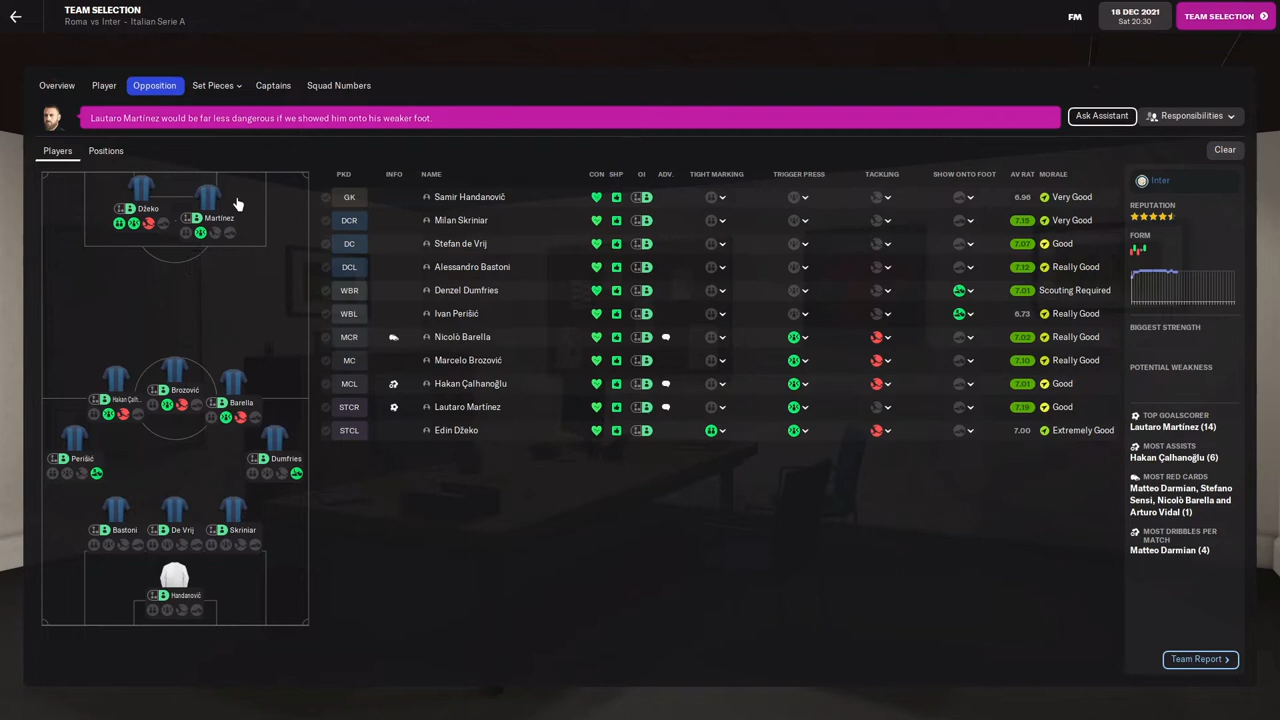 TEAM SELECTION
Roma vs Inter - Italian Serie A
FM
18 DEC 2021
Sat 20:30
TEAM SELECTION
Overview
Player
Opposition
Set Pieces
Captains
Squad Numbers
Lautaro Martínez would be far less dangerous if we showed him onto his weaker foot.
Ask Assistant
Responsibilities
Players
Positions
Clear
Džeko
Martínez
Brozović
Hakan Çalh...
Barella
Perišić
Dumfries
Bastoni
De Vrij
Skriniar
Handanović
PKD INFO NAME CON SHP OI ADV. TIGHT MARKING TRIGGER PRESS TACKLING SHOW ONTO FOOT AV RAT MORALE
GK Samir Handanovič 6.96 Very Good
DCR Milan Skriniar 7.15 Very Good
DC Stefan de Vrij 7.07 Good
DCL Alessandro Bastoni 7.12 Really Good
WBR Denzel Dumfries 7.01 Scouting Required
WBL Ivan Perišić 6.73 Really Good
MCR Nicolò Barella 7.02 Really Good
MC Marcelo Brozović 7.10 Really Good
MCL Hakan Çalhanoğlu 7.01 Good
STCR Lautaro Martínez 7.19 Good
STCL Edin Džeko 7.00 Extremely Good
Inter
REPUTATION
FORM
BIGGEST STRENGTH
POTENTIAL WEAKNESS
TOP GOALSCORER
Lautaro Martínez (14)
MOST ASSISTS
Hakan Çalhanoğlu (6)
MOST RED CARDS
Matteo Darmian, Stefano
Sensi, Nicolò Barella and
Arturo Vidal (1)
MOST DRIBBLES PER
MATCH
Matteo Darmian (4)
Team Report